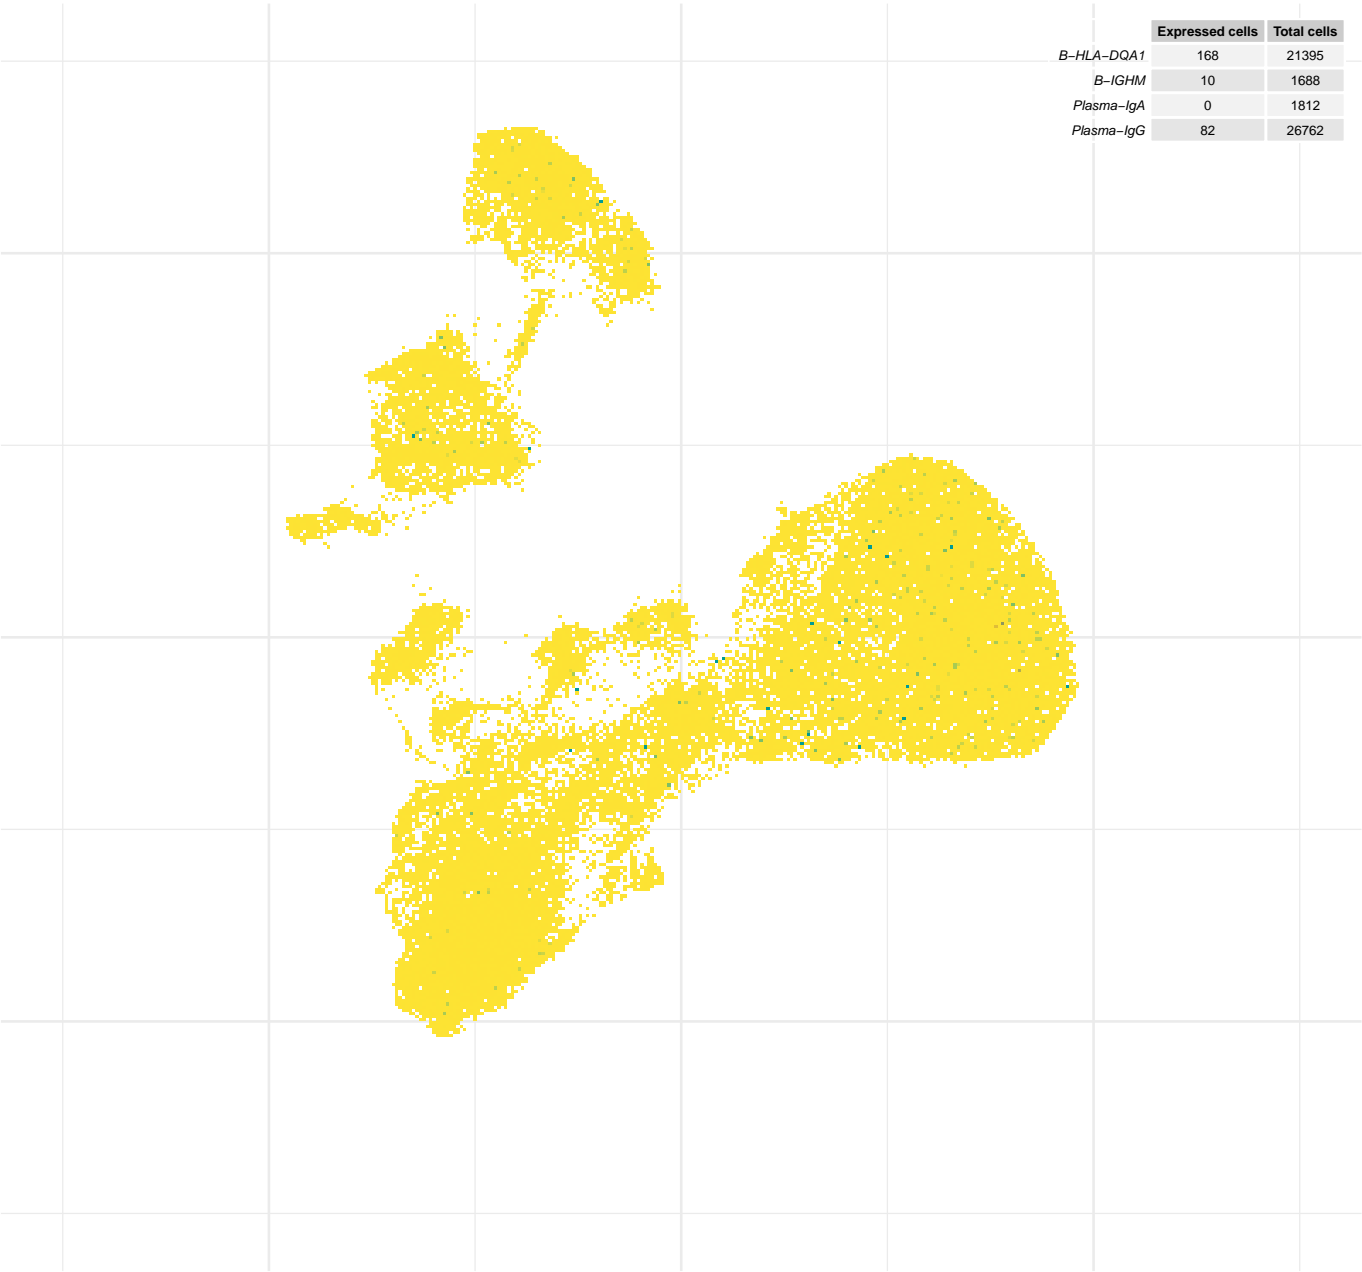 Expressed cells Total cells
B−HLA−DQA1 168 21395
B−IGHM 10 1688
Plasma−IgA 0 1812
Plasma−IgG 82 26762